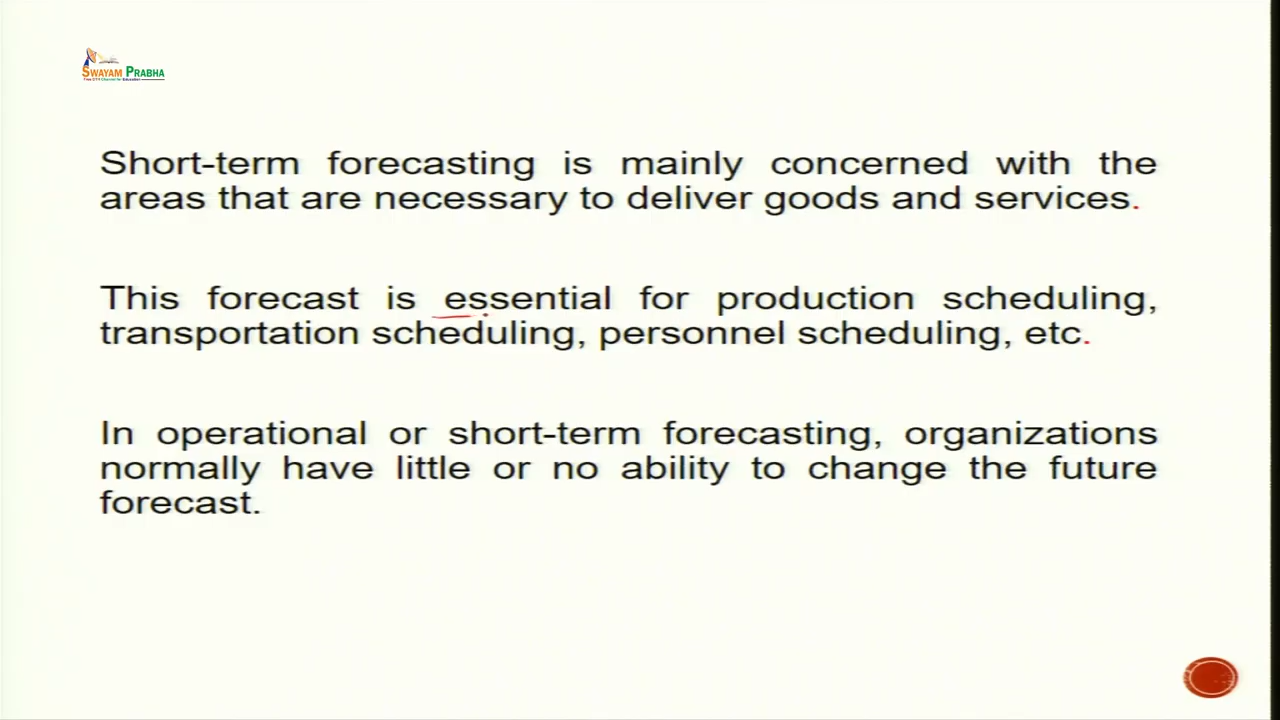 SWAYAM PRABHA
Short-term forecasting is mainly concerned with the
areas that are necessary to deliver goods and services.
This forecast is essential for production scheduling,
transportation scheduling, personnel scheduling, etc.
In operational or short-term forecasting, organizations
normally have little or no ability to change the future
forecast.